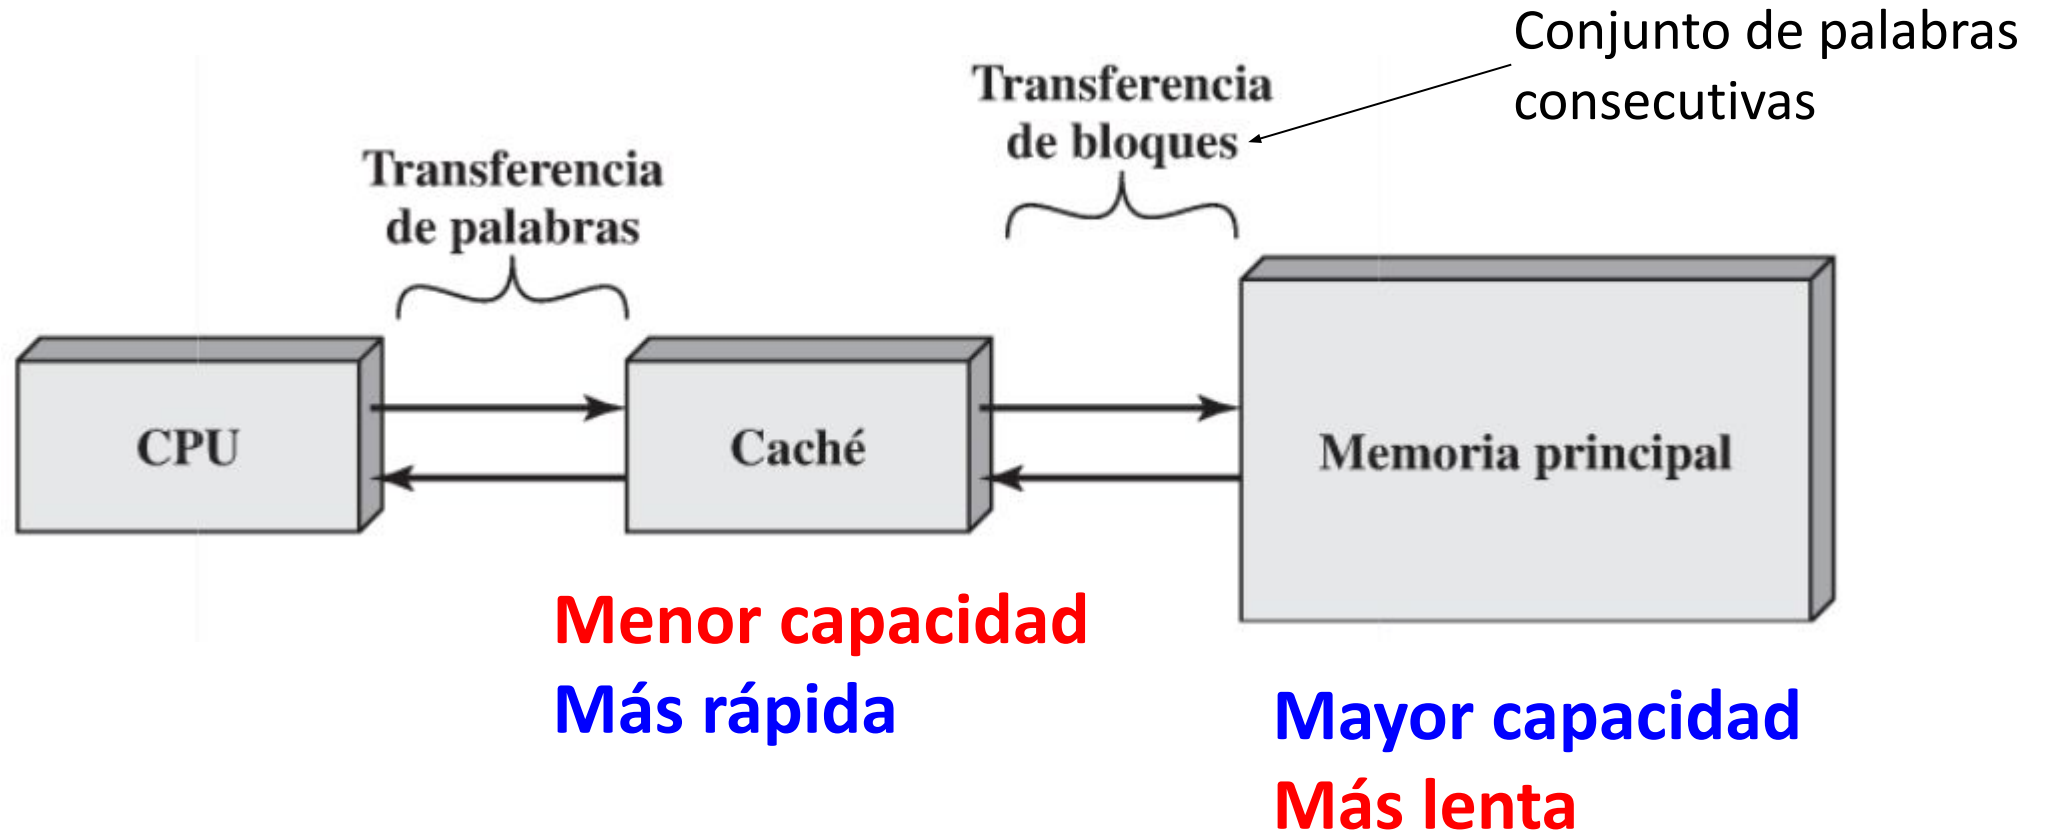 Conjunto de palabras
consecutivas
Transferencia
de bloques
Transferencia
de palabras
CPU
Caché
Memoria principal
Menor capacidad
Más rápida
Mayor capacidad
Más lenta